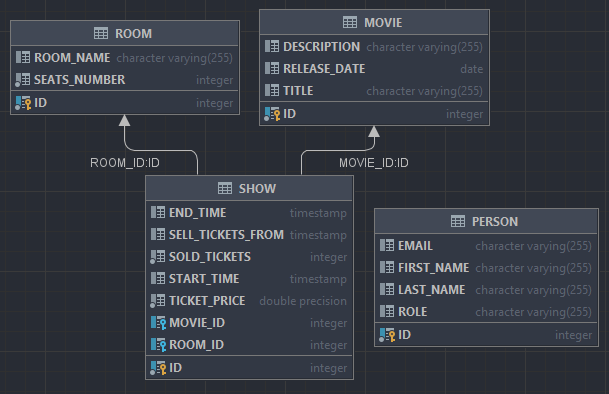 ROOM
ROOM_NAME character varying(255)
SEATS_NUMBER integer
ID integer
MOVIE
DESCRIPTION character varying(255)
RELEASE_DATE date
TITLE character varying(255)
ID integer
ROOM_ID:ID
MOVIE_ID:ID
SHOW
END_TIME timestamp
SELL_TICKETS_FROM timestamp
SOLD_TICKETS integer
START_TIME timestamp
TICKET_PRICE double precision
MOVIE_ID integer
ROOM_ID integer
ID integer
PERSON
EMAIL character varying(255)
FIRST_NAME character varying(255)
LAST_NAME character varying(255)
ROLE character varying(255)
ID integer